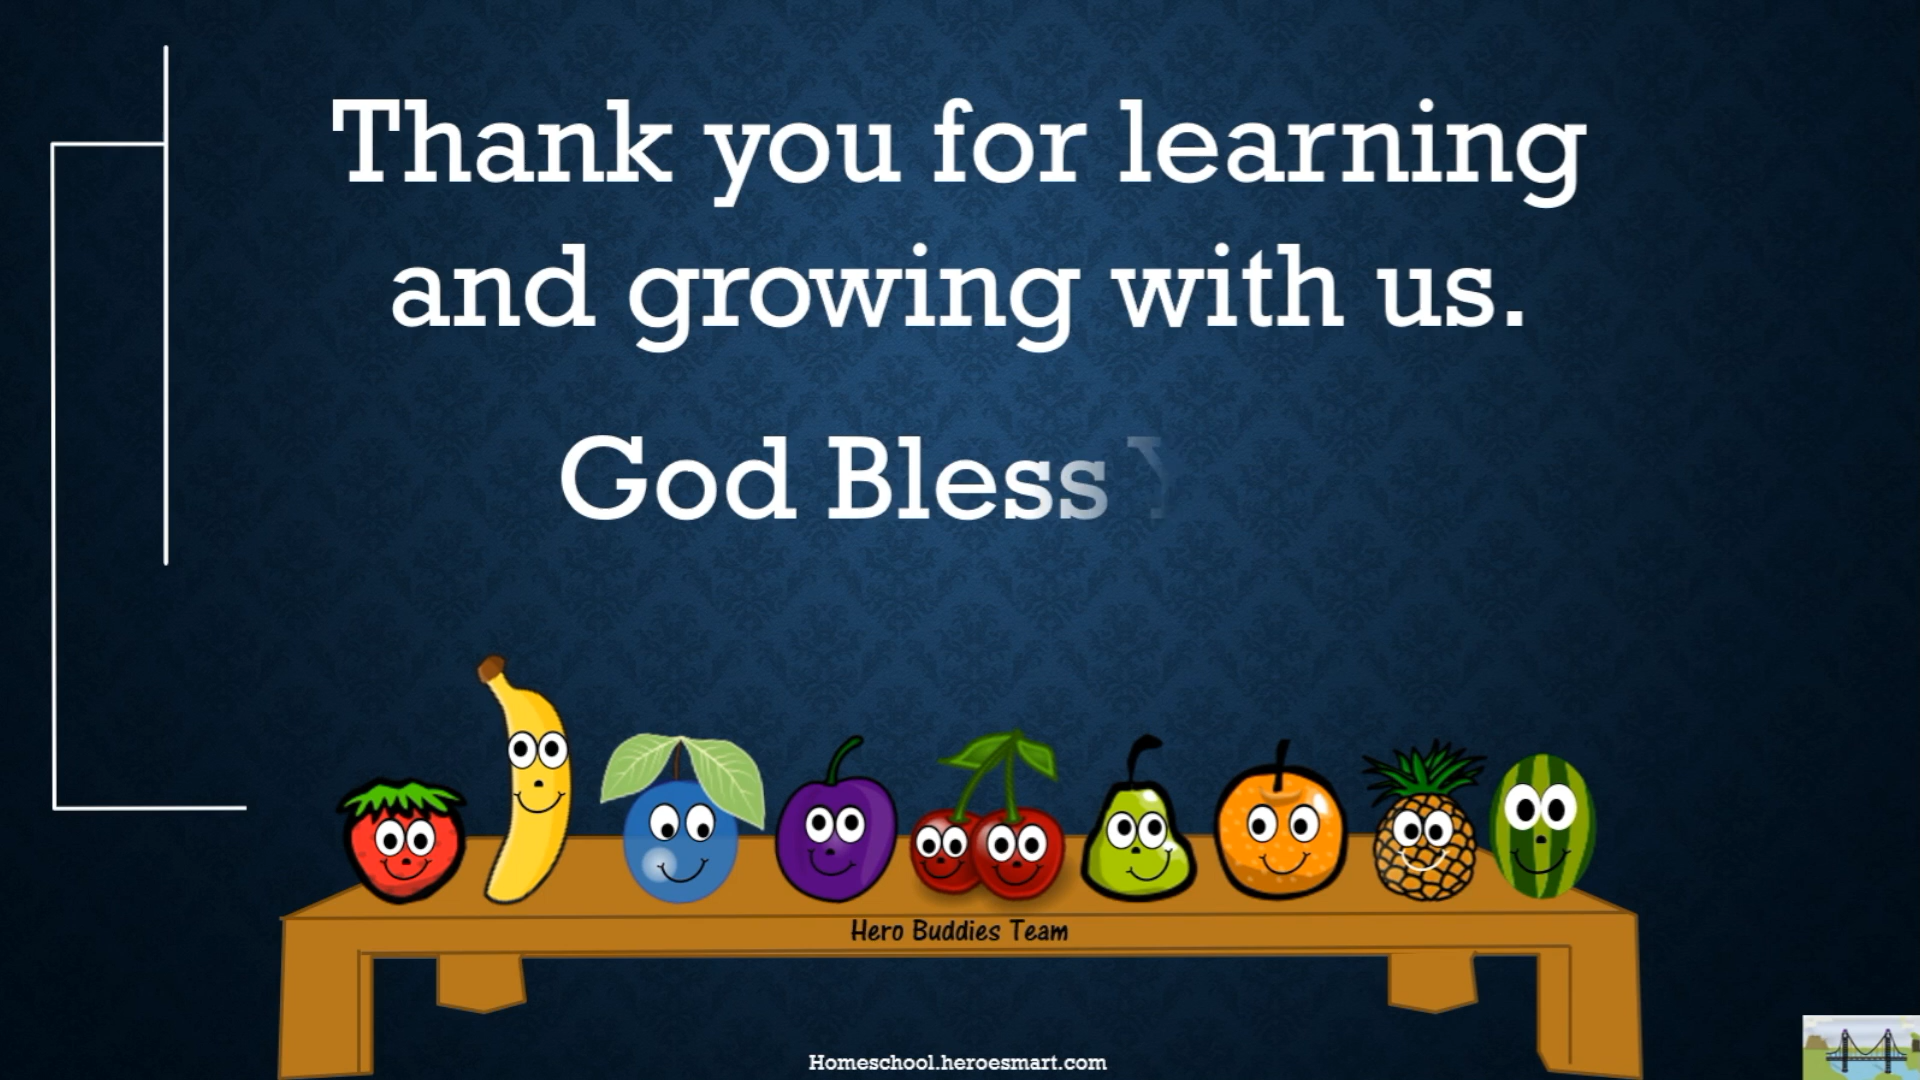 Thank you for learning
and growing with us.
God Bless Y
Hero Buddies Team
Homeschool.heroesmart.com